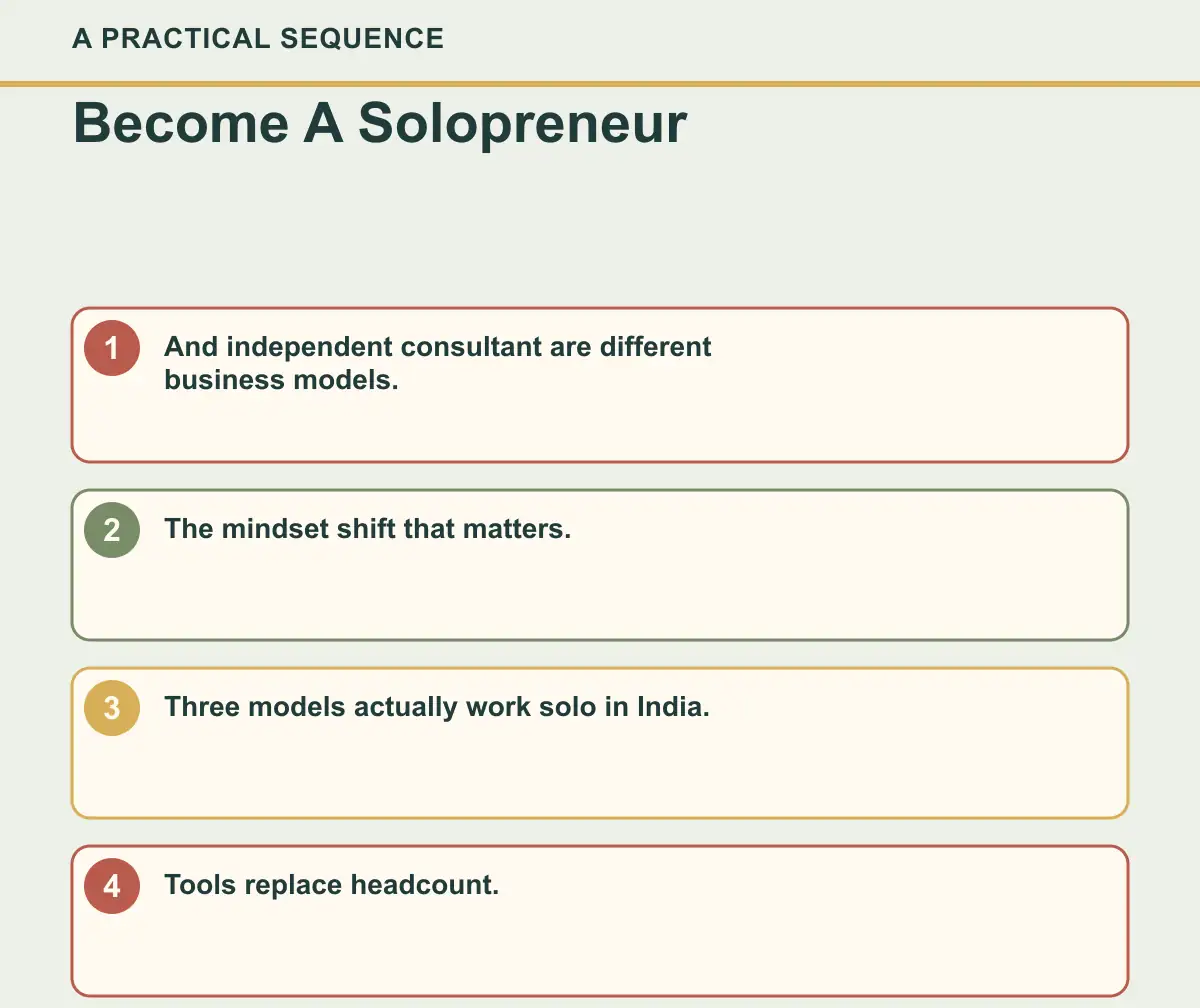 A PRACTICAL SEQUENCE
Become A Solopreneur
1
And independent consultant are different
business models.
2
The mindset shift that matters.
3
Three models actually work solo in India.
4
Tools replace headcount.